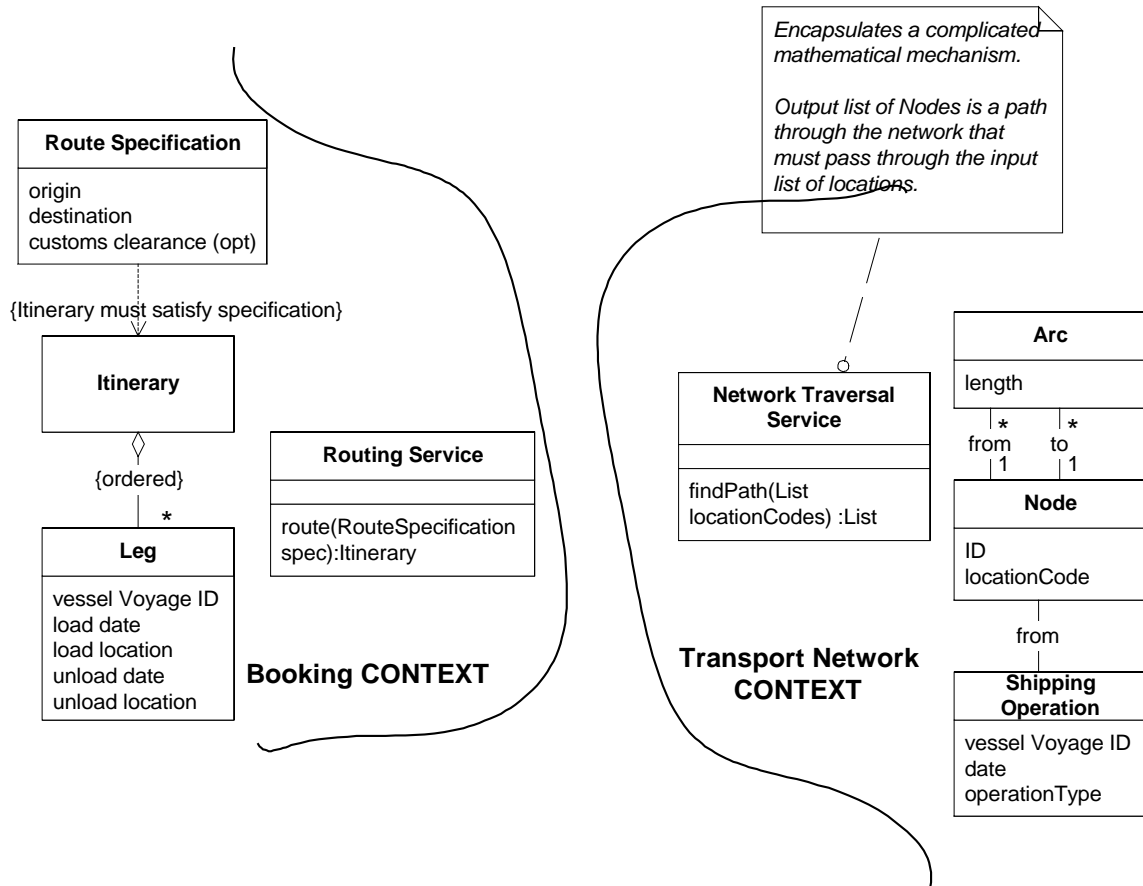 Encapsulates a complicated
mathematical mechanism.
Output list of Nodes is a path
through the network that
must pass through the input
list of locations.
Route Specification
origin
destination
customs clearance (opt)
{Itinerary must satisfy specification}
Itinerary
{ordered}
*
Leg
vessel Voyage ID
load date
load location
unload date
unload location
Routing Service
route(RouteSpecification
spec):Itinerary
Booking CONTEXT
Network Traversal
Service
findPath(List
locationCodes) :List
Transport Network
CONTEXT
Arc
length
* *
from to
1 1
Node
ID
locationCode
from
Shipping
Operation
vessel Voyage ID
date
operationType